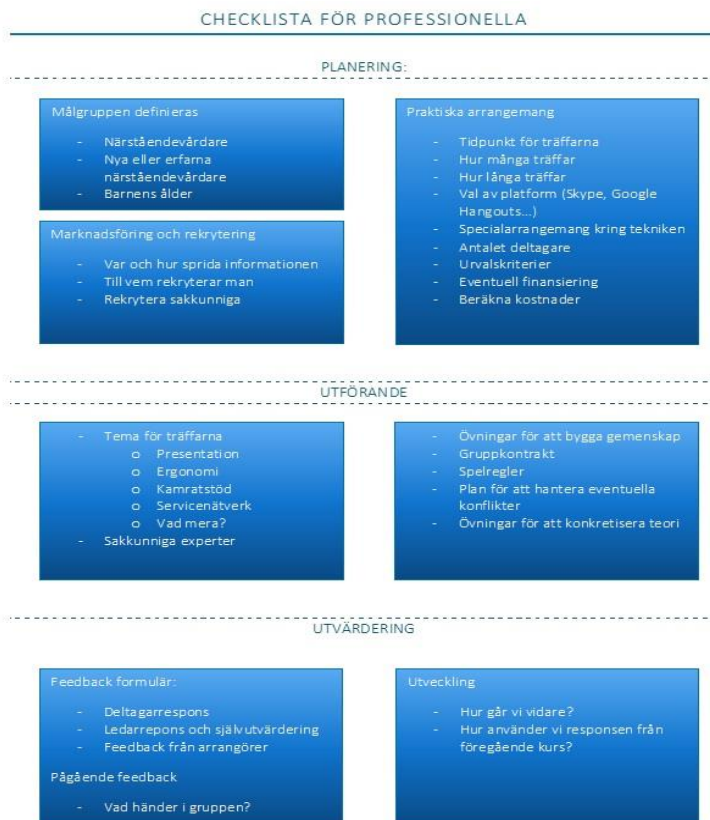 CHECKLISTA FÖR PROFESSIONELLA
PLANERING:
Målgruppen definieras
- Närståendevårdare
- Nya eller erfarna
närståendevårdare
- Barnens ålder
Marknadsföring och rekrytering
- Var och hur sprida informationen
- Till vem rekryterar man
- Rekrytera sakkunniga
Praktiska arrangemang
- Tidpunkt för träffarna
- Hur många träffar
- Hur långa träffar
- Val av platform (Skype, Google
Hangouts...)
- Specialarrangemang kring tekniken
- Antalet deltagare
- Urvalskriterier
- Eventuell finansiering
- Beräkna kostnader
UTFÖRANDE
- Tema för träffarna
o Presentation
o Ergonomi
o Kamratstöd
o Servicenätverk
o Vad mera?
- Sakkunniga experter
- Övningar för att bygga gemenskap
- Gruppkontrakt
- Spelregler
- Plan för att hantera eventuella
konflikter
- Övningar för att konkretisera teori
UTVÄRDERING
Feedback formulär:
- Deltagarrespons
- Ledarrepons och självutvärdering
- Feedback från arrangörer
Pågående feedback
- Vad händer i gruppen?
Utveckling
- Hur går vi vidare?
- Hur använder vi responsen från
föregående kurs?